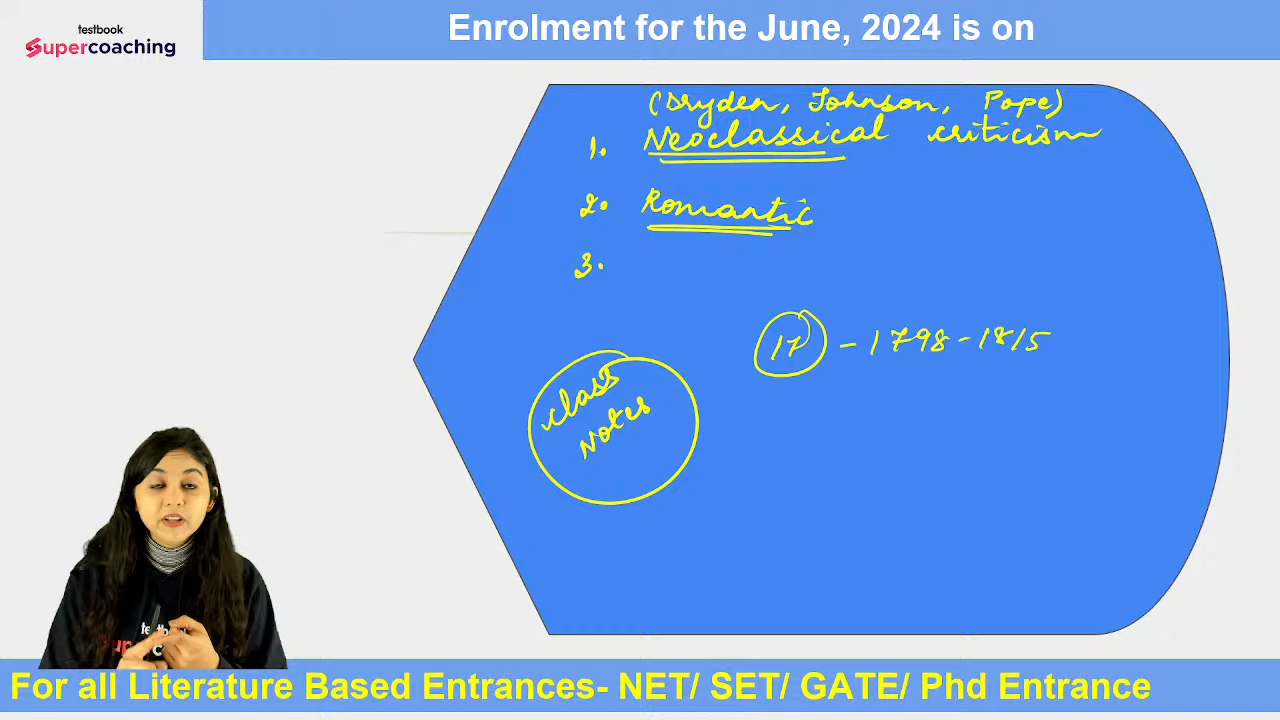 testbook
Supercoaching
Enrolment for the June, 2024 is on
(Dryden, Johnson, Pope)
1. Neoclassical criticism
2. Romantic
3.
17 - 1798-1815
class
Notes
For all Literature Based Entrances- NET/ SET/ GATE/ Phd Entrance